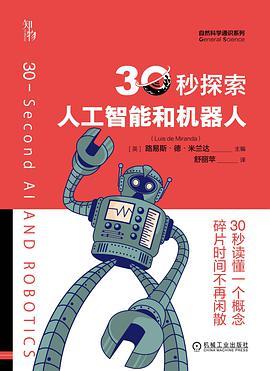 知物
自然科学通识系列
General Science
30秒探索
人工智能和机器人
(Luis de Miranda)
[英] 路易斯·德·米兰达 主编
舒丽苹 译
30-Second AI AND ROBOTICS
30秒读懂一个概念
碎片时间不再闲散
机械工业出版社
CHINA MACHINE PRESS